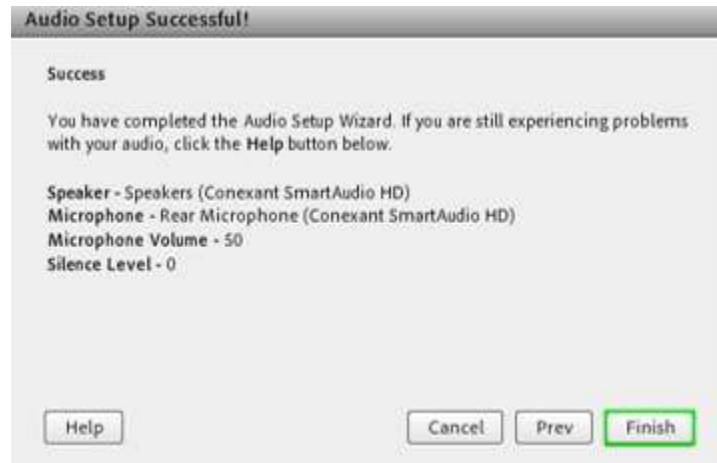 Audio Setup Successful!
Success
You have completed the Audio Setup Wizard. If you are still experiencing problems
with your audio, click the Help button below.
Speaker - Speakers (Conexant SmartAudio HD)
Microphone - Rear Microphone (Conexant SmartAudio HD)
Microphone Volume - 50
Silence Level - 0
Help Cancel Prev Finish